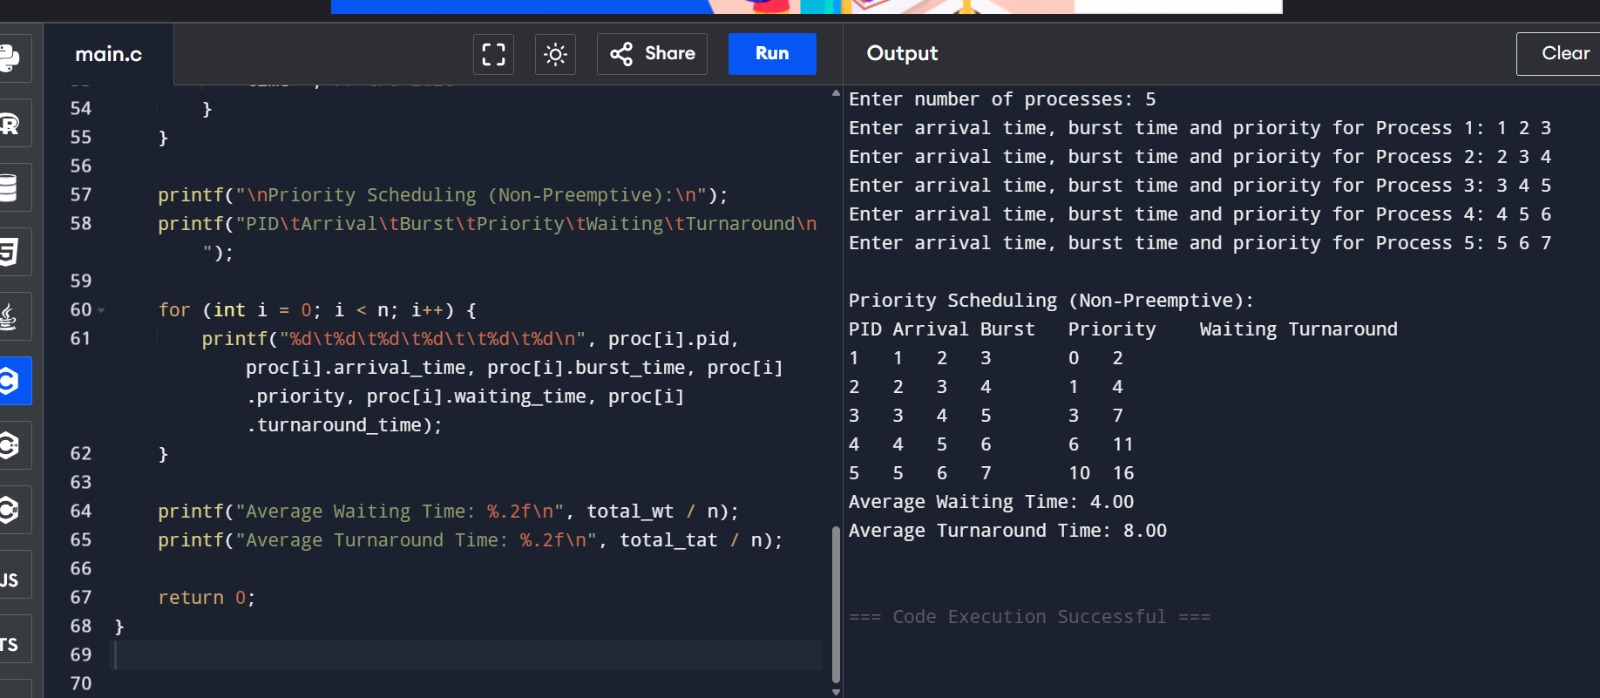 main.c
Share
Run
Output
Clear
54 }
55 }
56
57 printf("\nPriority Scheduling (Non-Preemptive):\n");
58 printf("PID\tArrival\tBurst\tPriority\tWaiting\tTurnaround\n
");
59
60 for (int i = 0; i < n; i++) {
61 printf("%d\t%d\t%d\t%d\t\t%d\t%d\n", proc[i].pid,
proc[i].arrival_time, proc[i].burst_time, proc[i]
.priority, proc[i].waiting_time, proc[i]
.turnaround_time);
62 }
63
64 printf("Average Waiting Time: %.2f\n", total_wt / n);
65 printf("Average Turnaround Time: %.2f\n", total_tat / n);
66
67 return 0;
68 }
69
70
Enter number of processes: 5
Enter arrival time, burst time and priority for Process 1: 1 2 3
Enter arrival time, burst time and priority for Process 2: 2 3 4
Enter arrival time, burst time and priority for Process 3: 3 4 5
Enter arrival time, burst time and priority for Process 4: 4 5 6
Enter arrival time, burst time and priority for Process 5: 5 6 7
Priority Scheduling (Non-Preemptive):
PID Arrival Burst Priority Waiting Turnaround
1 1 2 3 0 2
2 2 3 4 1 4
3 3 4 5 3 7
4 4 5 6 6 11
5 5 6 7 10 16
Average Waiting Time: 4.00
Average Turnaround Time: 8.00
=== Code Execution Successful ===
R
JS
TS